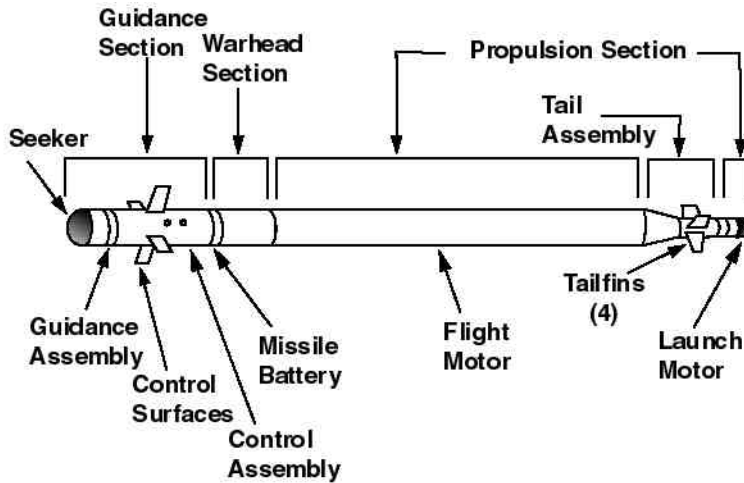 Guidance
Section
Warhead
Section
Propulsion Section
Tail
Assembly
Seeker
Guidance
Assembly
Control
Surfaces
Control
Assembly
Missile
Battery
Flight
Motor
Tailfins
(4)
Launch
Motor